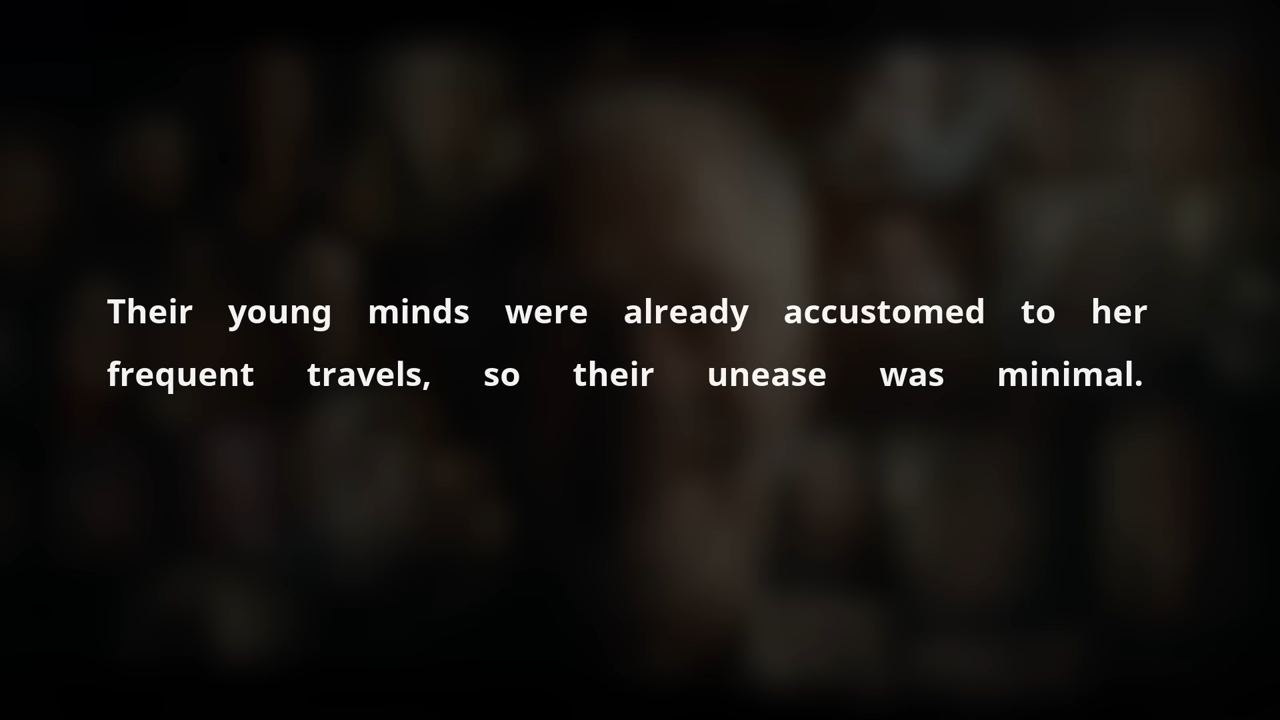 Their young minds were already accustomed to her
frequent travels, so their unease was minimal.